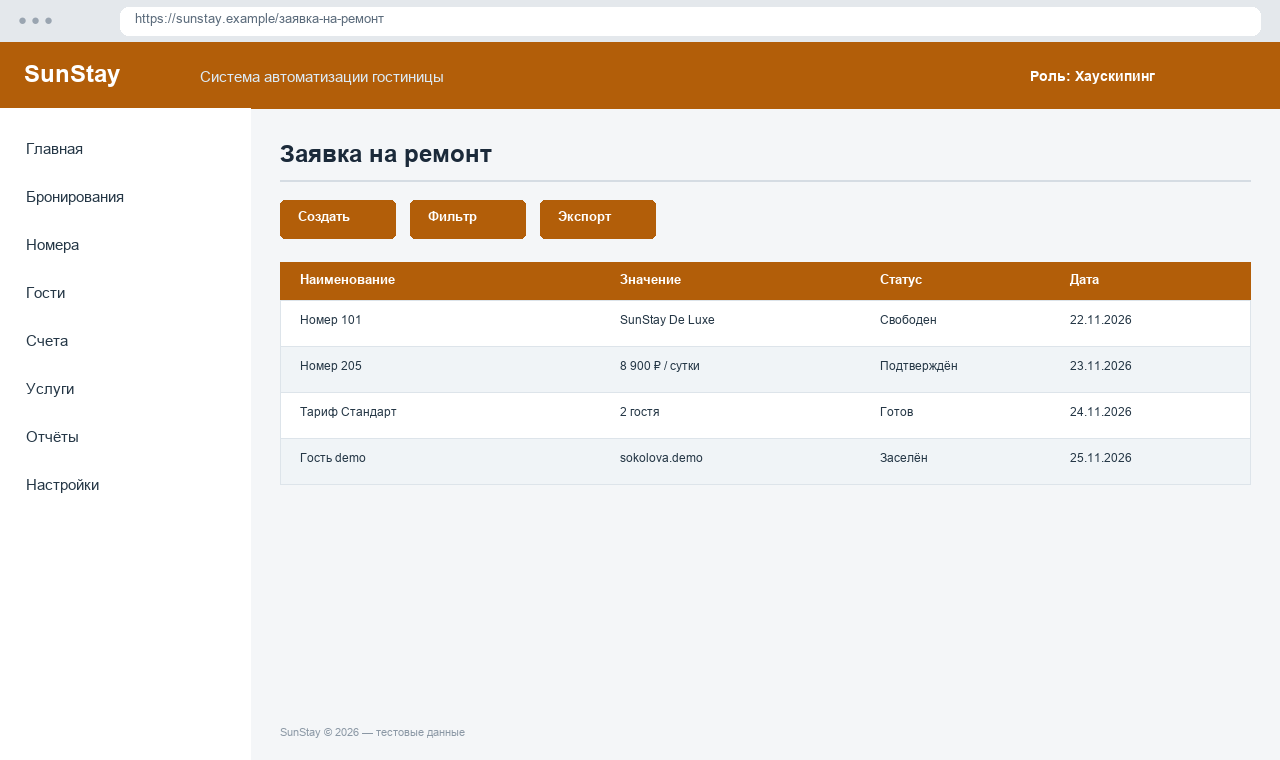 https://sunstay.example/заявка-на-ремонт
SunStay Система автоматизации гостиницы Роль: Хаускипинг
Главная
Бронирования
Номера
Гости
Счета
Услуги
Отчёты
Настройки
Заявка на ремонт
Создать Фильтр Экспорт
Наименование Значение Статус Дата
Номер 101 SunStay De Luxe Свободен 22.11.2026
Номер 205 8 900 ₽ / сутки Подтверждён 23.11.2026
Тариф Стандарт 2 гостя Готов 24.11.2026
Гость demo sokolova.demo Заселён 25.11.2026
SunStay © 2026 — тестовые данные